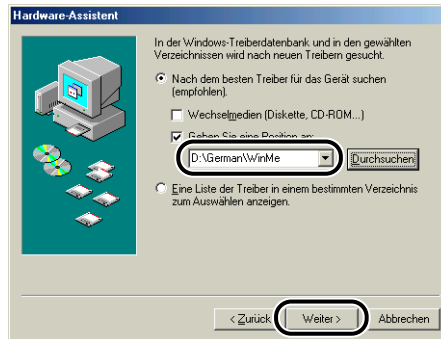 Hardware-Assistent
In der Windows-Treiberdatenbank und in den gewählten
Verzeichnissen wird nach neuen Treibern gesucht.
Nach dem besten Treiber für das Gerät suchen
(empfohlen).
Wechselmedien (Diskette, CD-ROM...)
Geben Sie eine Position an:
D:\German\WinMe
Durchsuchen
Eine Liste der Treiber in einem bestimmten Verzeichnis
zum Auswählen anzeigen.
< Zurück Weiter > Abbrechen